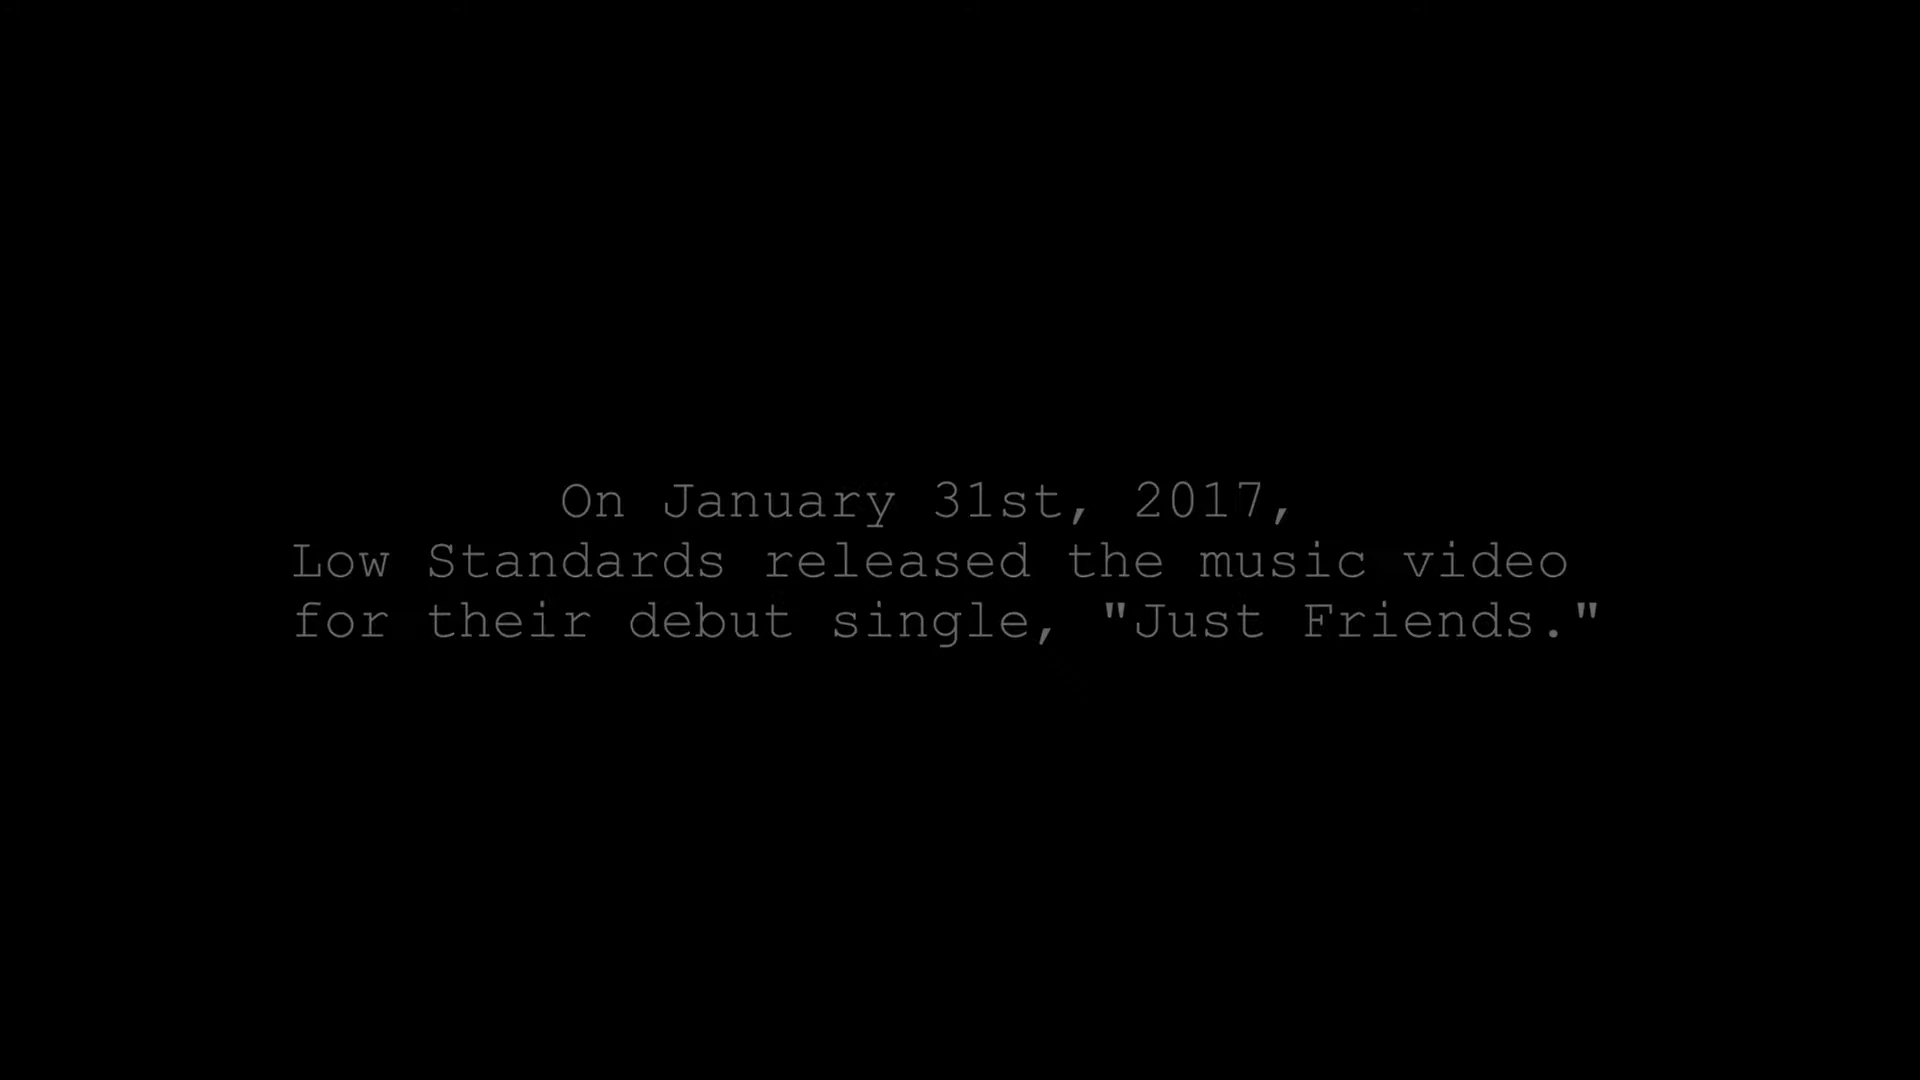 On January 31st, 2017,
Low Standards released the music video
for their debut single, "Just Friends."